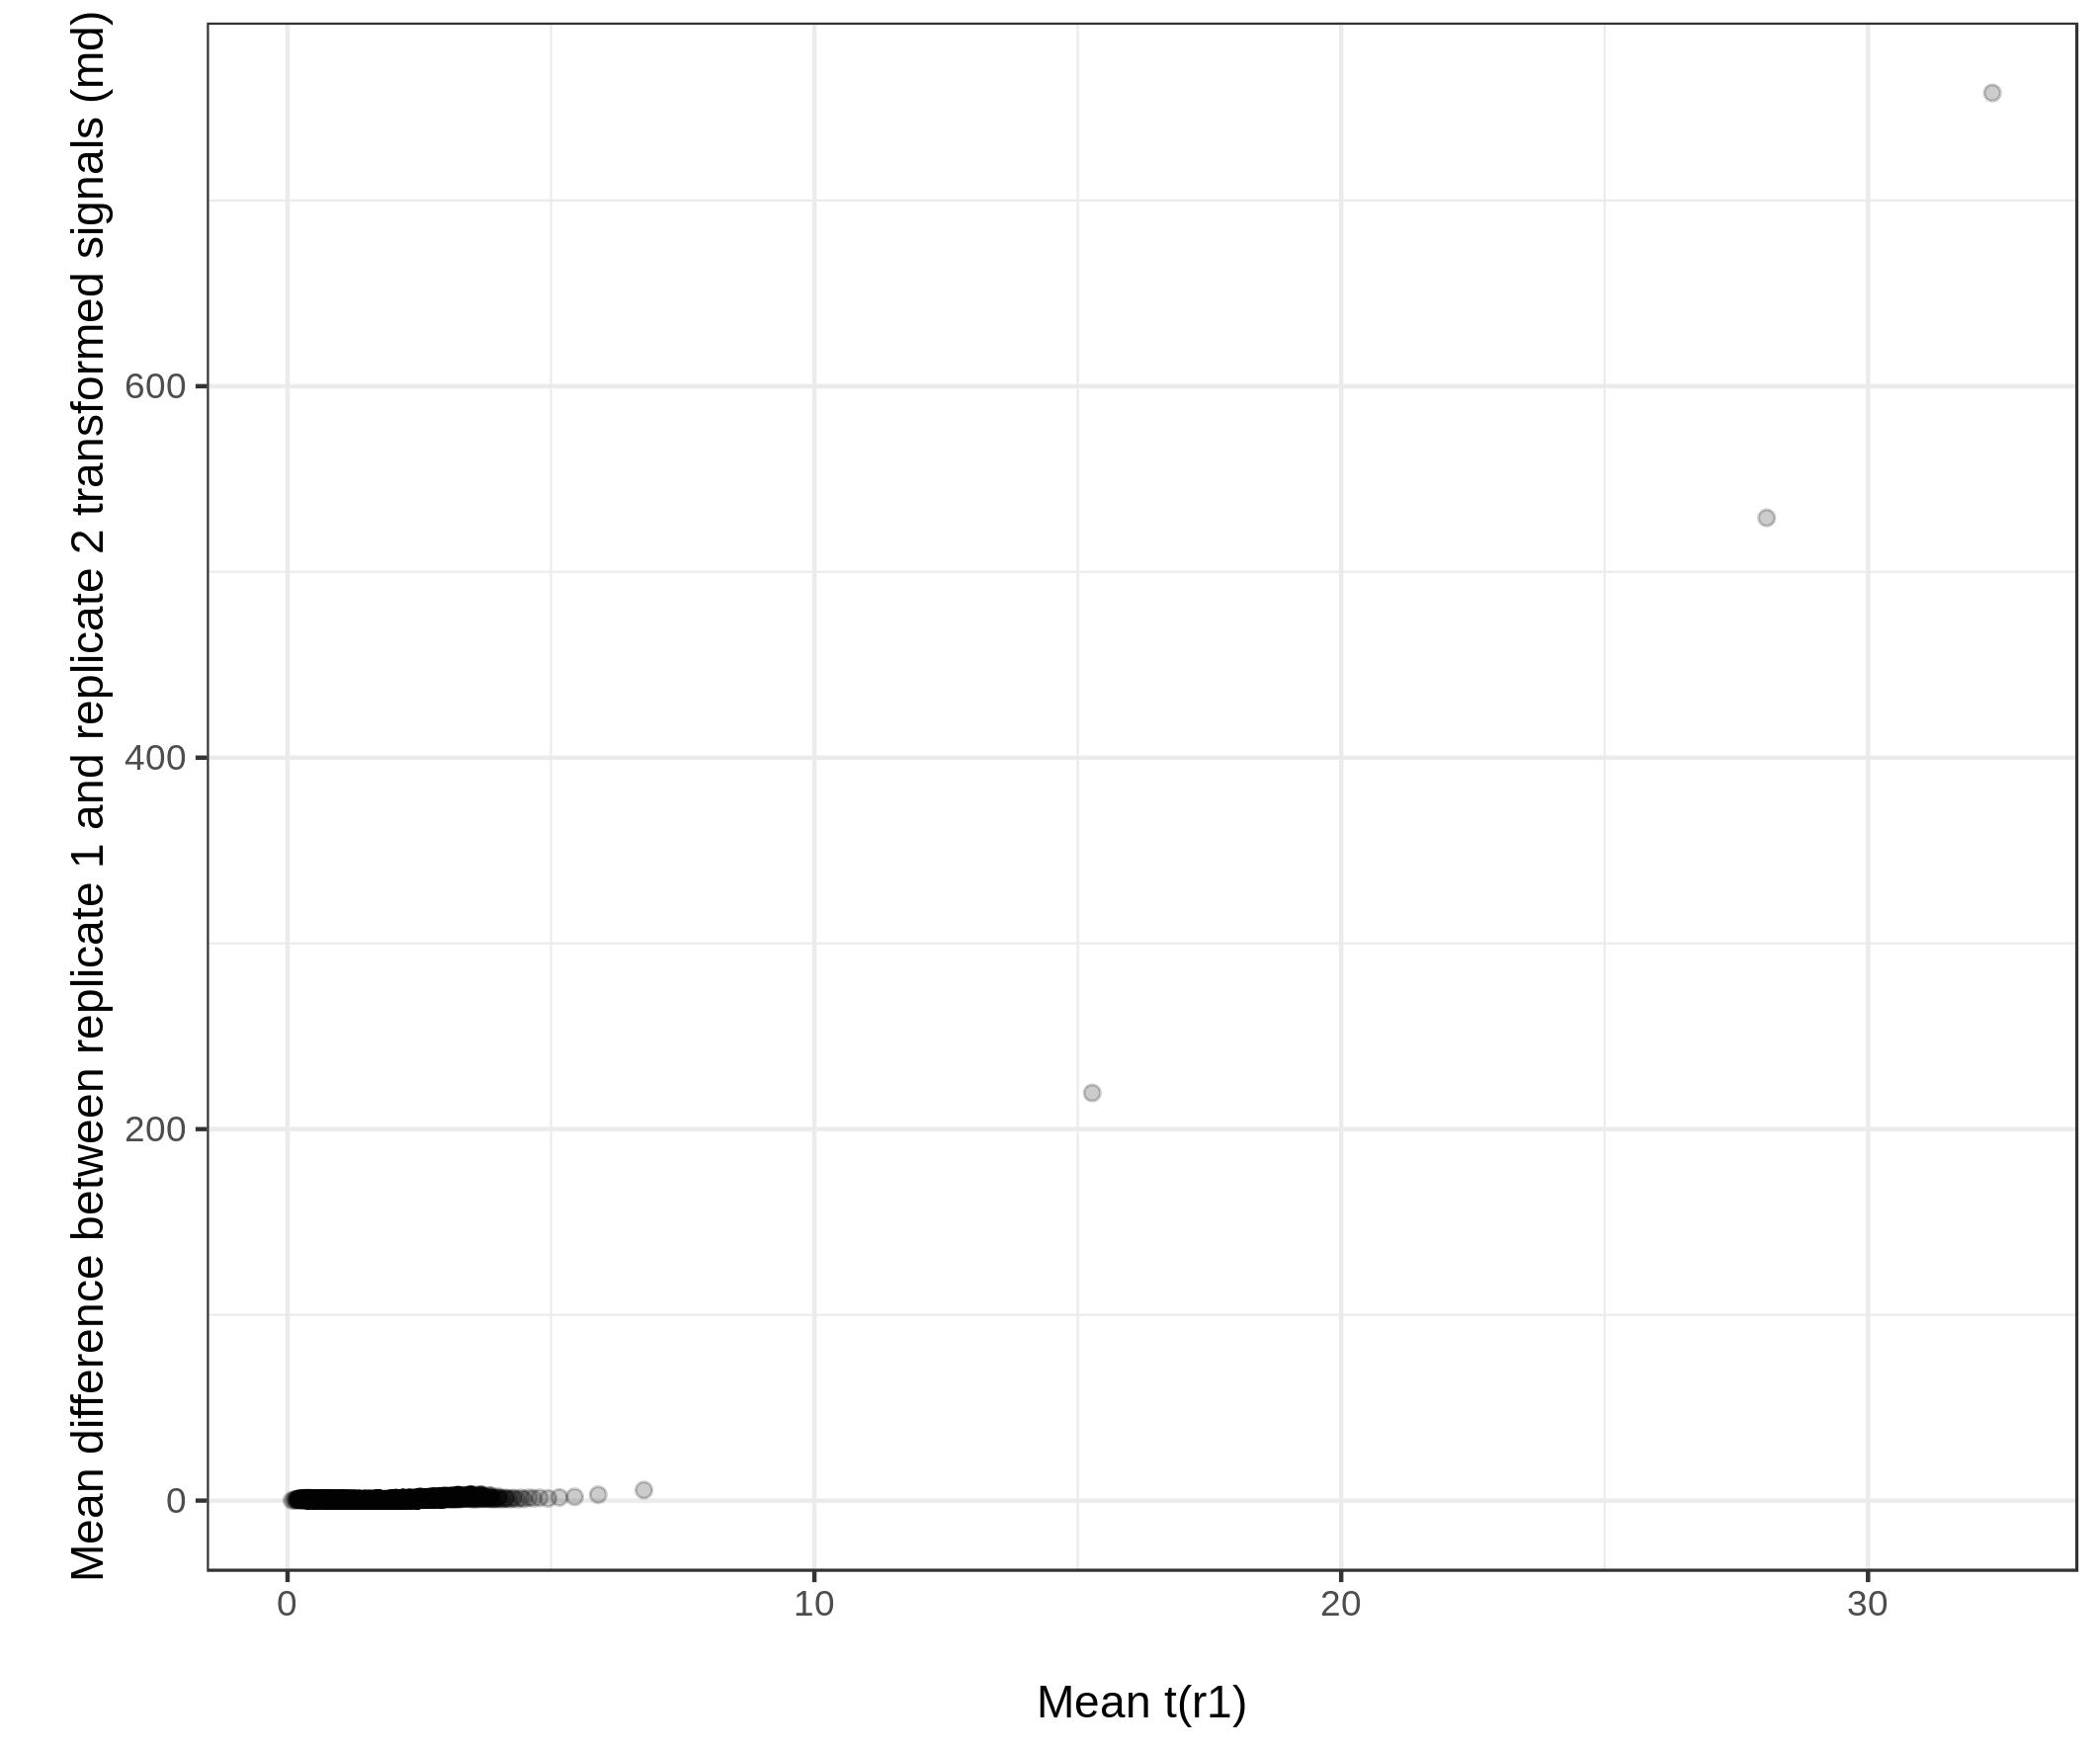 Mean difference between replicate 1 and replicate 2 transformed signals (md)
600
400
200
0
0 10 20 30
Mean t(r1)